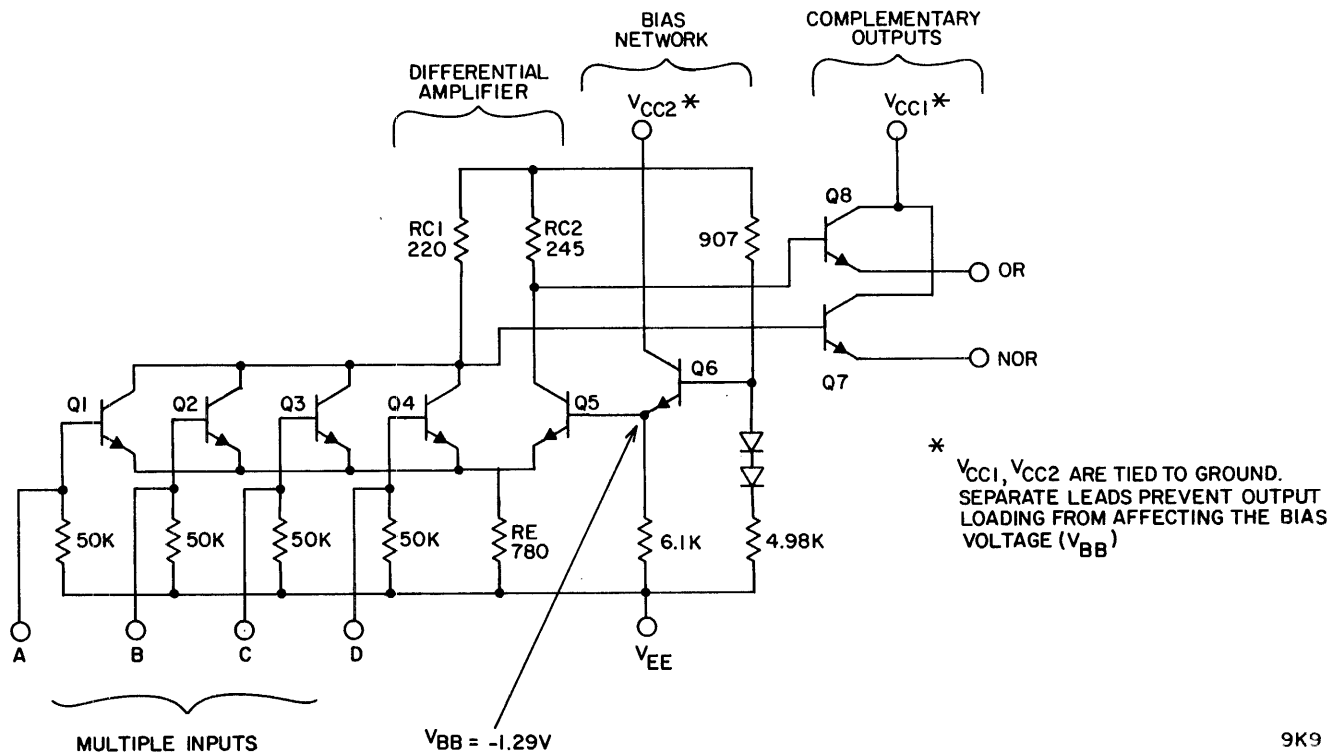 BIAS
NETWORK
COMPLEMENTARY
OUTPUTS
DIFFERENTIAL
AMPLIFIER
VCC2*
VCC1*
Q8
RC1
220
RC2
245
907
OR
NOR
Q7
Q1
Q2
Q3
Q4
Q5
Q6
*
VCC1, VCC2 ARE TIED TO GROUND.
SEPARATE LEADS PREVENT OUTPUT
LOADING FROM AFFECTING THE BIAS
VOLTAGE (VBB)
50K
50K
50K
50K
RE
780
6.1K
4.98K
A
B
C
D
VEE
MULTIPLE INPUTS
VBB = -1.29V
9K9